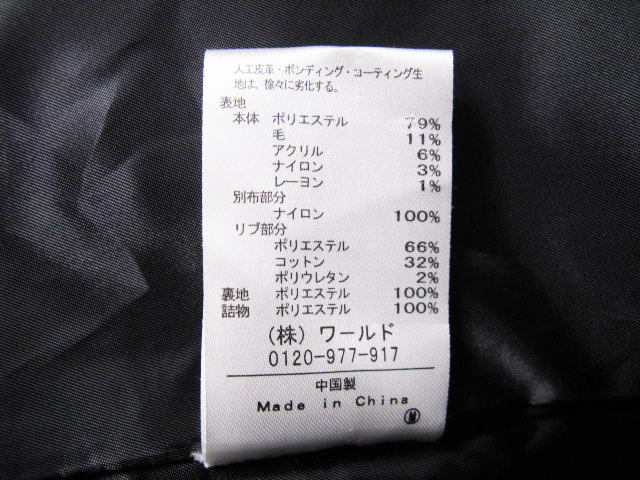 人工皮革・ボンディング・コーティング生
地は、徐々に劣化する。
表地
本体 ポリエステル 79%
毛 11%
アクリル 6%
ナイロン 3%
レーヨン 1%
別布部分
ナイロン 100%
リブ部分
ポリエステル 66%
コットン 32%
ポリウレタン 2%
裏地 ポリエステル 100%
詰物 ポリエステル 100%
(株) ワールド
0120-977-917
中国製
Made in China